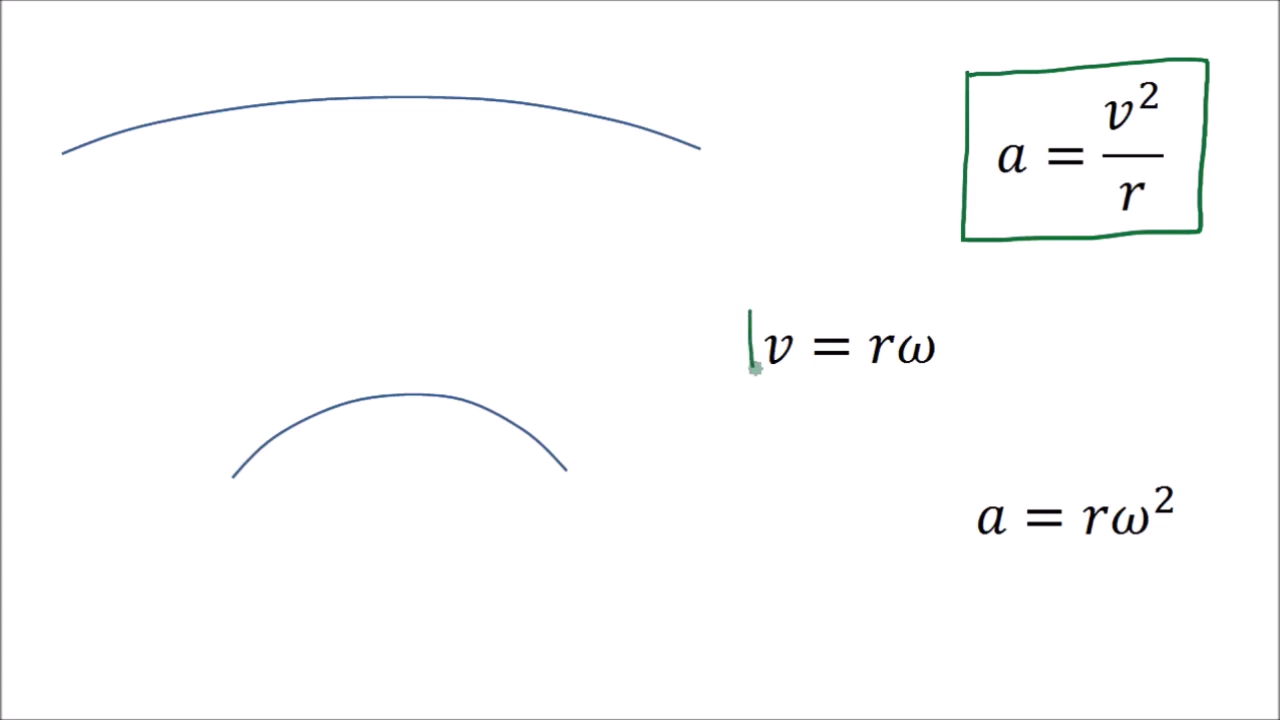 a = v²/r
v = rω
a = rω²